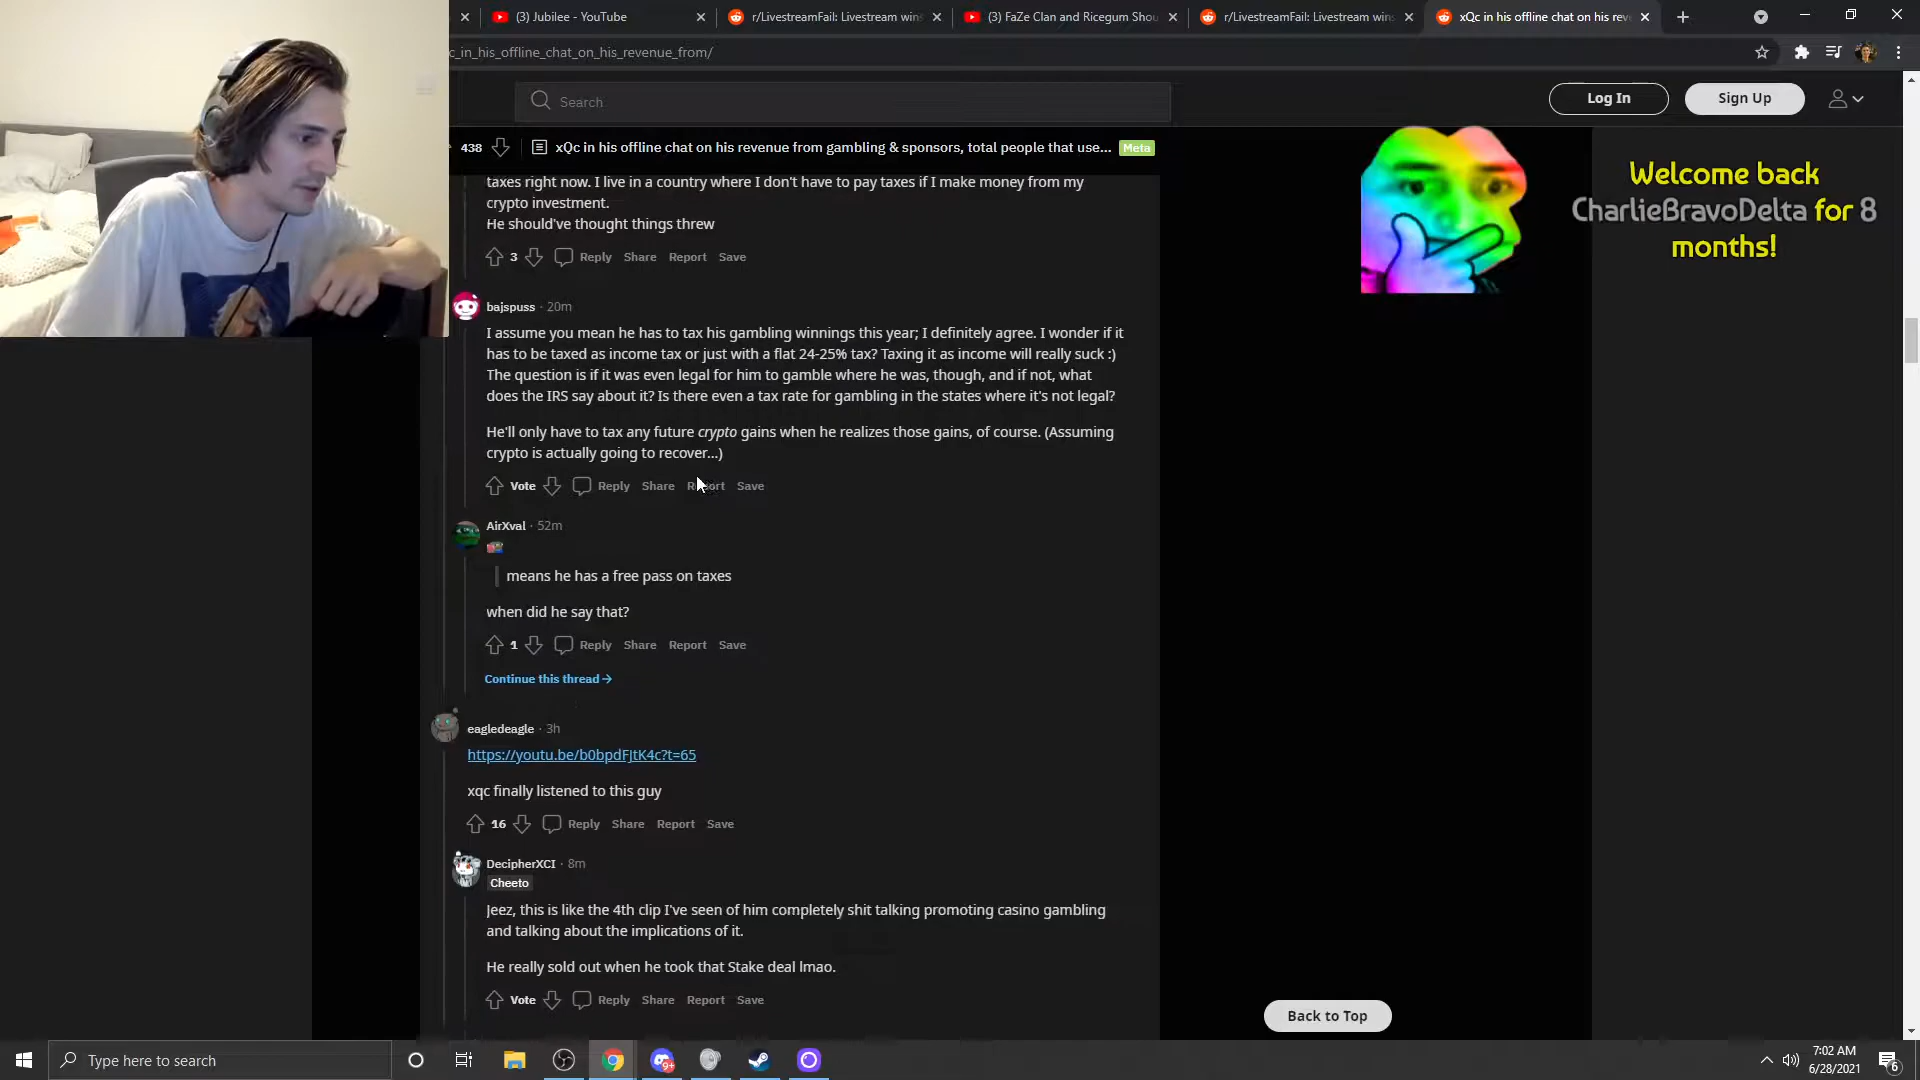 (3) Jubilee - YouTube
r/LivestreamFail: Livestream win
(3) FaZe Clan and Ricegum Shou
r/LivestreamFail: Livestream win
xQc in his offline chat on his rev
c_in_his_offline_chat_on_his_revenue_from/
Search
Log In
Sign Up
438
xQc in his offline chat on his revenue from gambling & sponsors, total people that use...
Meta
Welcome back
CharlieBravoDelta for 8
months!
taxes right now. I live in a country where I don't have to pay taxes if I make money from my
crypto investment.
He should've thought things threw
3 Reply Share Report Save
bajspuss · 20m
I assume you mean he has to tax his gambling winnings this year; I definitely agree. I wonder if it
has to be taxed as income tax or just with a flat 24-25% tax? Taxing it as income will really suck :)
The question is if it was even legal for him to gamble where he was, though, and if not, what
does the IRS say about it? Is there even a tax rate for gambling in the states where it's not legal?
He'll only have to tax any future crypto gains when he realizes those gains, of course. (Assuming
crypto is actually going to recover...)
Vote Reply Share Report Save
AirXval · 52m
means he has a free pass on taxes
when did he say that?
1 Reply Share Report Save
Continue this thread →
eagledeagle · 3h
https://youtu.be/b0bpdFJtK4c?t=65
xqc finally listened to this guy
16 Reply Share Report Save
DecipherXCI · 8m
Cheeto
Jeez, this is like the 4th clip I've seen of him completely shit talking promoting casino gambling
and talking about the implications of it.
He really sold out when he took that Stake deal lmao.
Vote Reply Share Report Save
Back to Top
Type here to search
9+
7:02 AM
6/28/2021
6